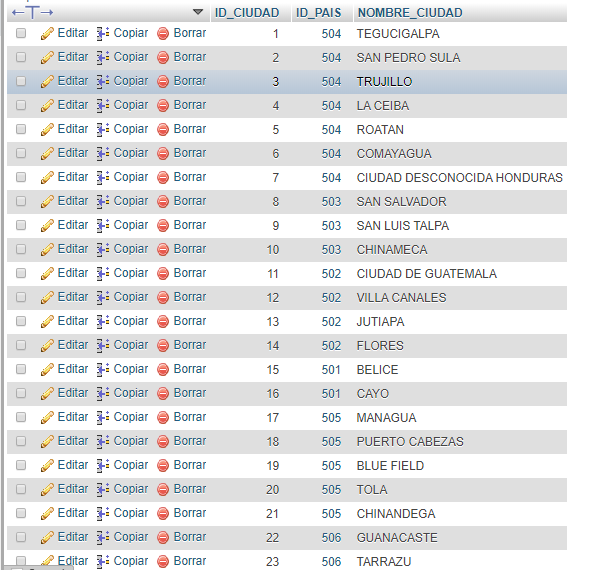 ←T→ ID_CIUDAD ID_PAIS NOMBRE_CIUDAD
Editar Copiar Borrar 1 504 TEGUCIGALPA
Editar Copiar Borrar 2 504 SAN PEDRO SULA
Editar Copiar Borrar 3 504 TRUJILLO
Editar Copiar Borrar 4 504 LA CEIBA
Editar Copiar Borrar 5 504 ROATAN
Editar Copiar Borrar 6 504 COMAYAGUA
Editar Copiar Borrar 7 504 CIUDAD DESCONOCIDA HONDURAS
Editar Copiar Borrar 8 503 SAN SALVADOR
Editar Copiar Borrar 9 503 SAN LUIS TALPA
Editar Copiar Borrar 10 503 CHINAMECA
Editar Copiar Borrar 11 502 CIUDAD DE GUATEMALA
Editar Copiar Borrar 12 502 VILLA CANALES
Editar Copiar Borrar 13 502 JUTIAPA
Editar Copiar Borrar 14 502 FLORES
Editar Copiar Borrar 15 501 BELICE
Editar Copiar Borrar 16 501 CAYO
Editar Copiar Borrar 17 505 MANAGUA
Editar Copiar Borrar 18 505 PUERTO CABEZAS
Editar Copiar Borrar 19 505 BLUE FIELD
Editar Copiar Borrar 20 505 TOLA
Editar Copiar Borrar 21 505 CHINANDEGA
Editar Copiar Borrar 22 506 GUANACASTE
Editar Copiar Borrar 23 506 TARRAZU